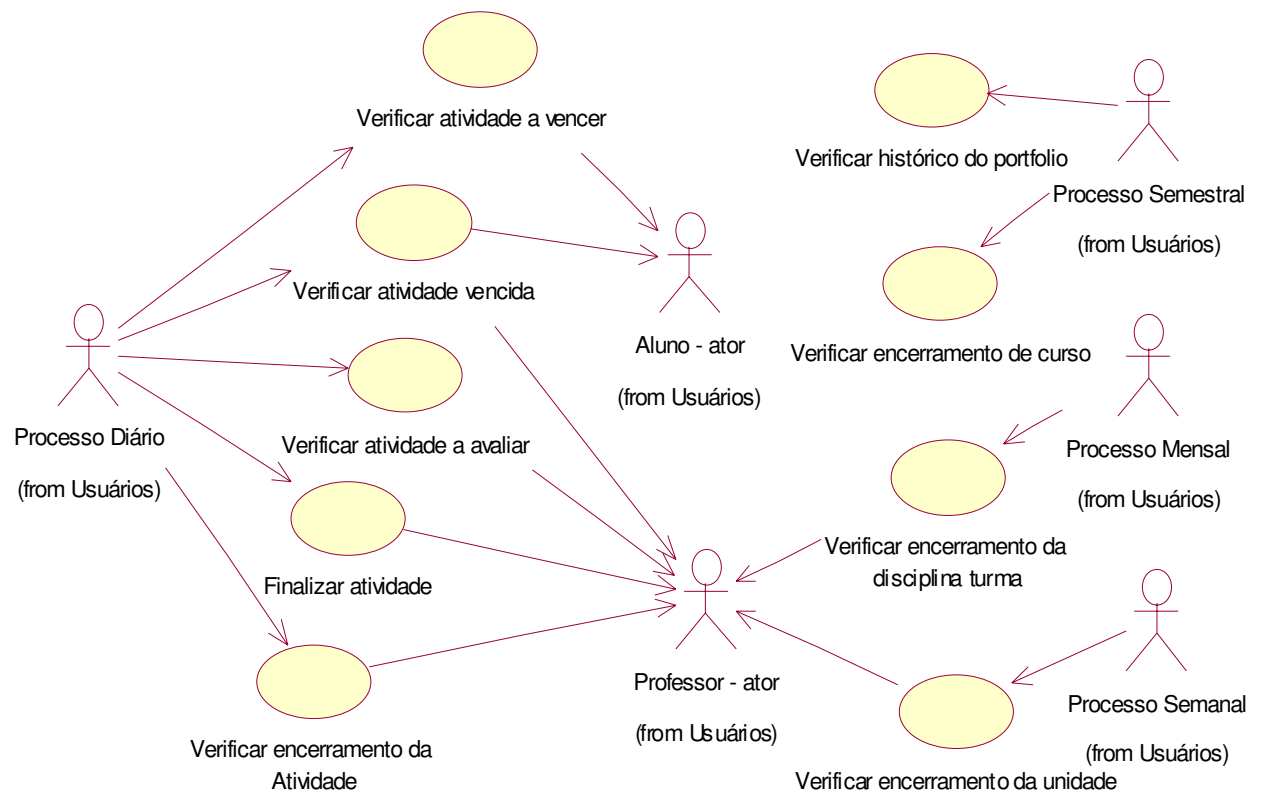 Verificar atividade a vencer
Verificar histórico do portfolio
Processo Semestral
(from Usuários)
Verificar atividade vencida
Aluno - ator
(from Usuários)
Verificar encerramento de curso
Processo Diário
(from Usuários)
Verificar atividade a avaliar
Processo Mensal
(from Usuários)
Finalizar atividade
Verificar encerramento da
disciplina turma
Professor - ator
(from Usuários)
Processo Semanal
(from Usuários)
Verificar encerramento da
Atividade
Verificar encerramento da unidade